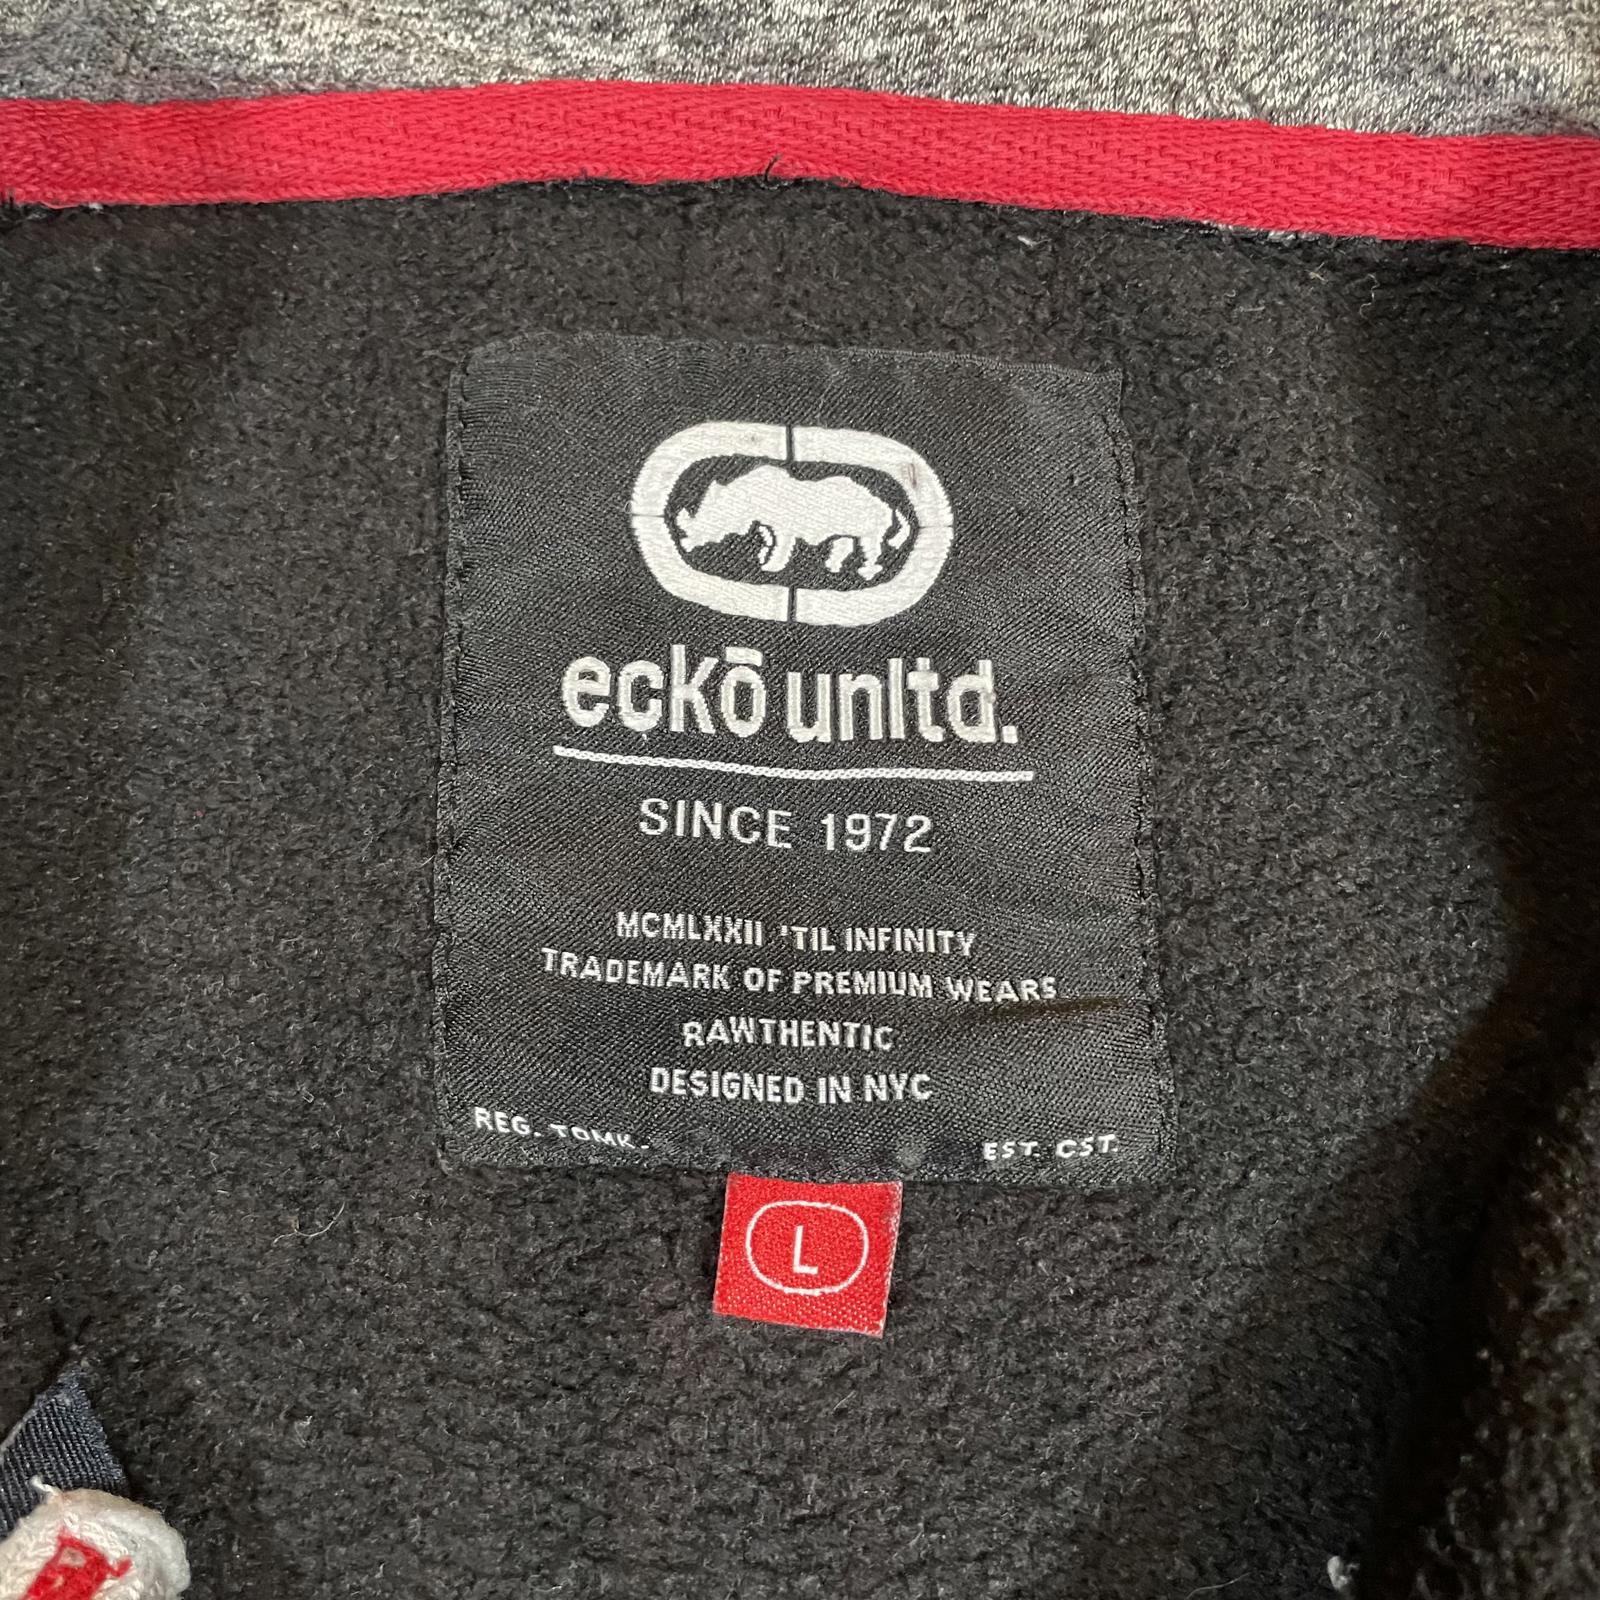 eckō unltd.
SINCE 1972
MCMLXXII 'TIL INFINITY
TRADEMARK OF PREMIUM WEARS
RAWTHENTIC
DESIGNED IN NYC
REG. TDMK.
EST. CST.
L